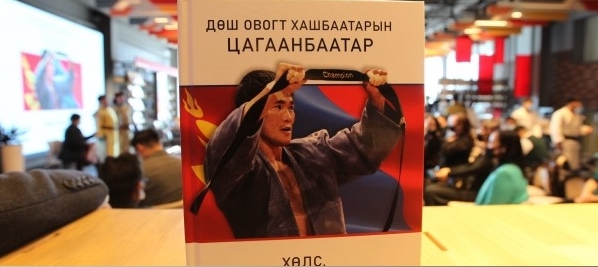 ДӨШ ОВОГТ ХАШБААТАРЫН
ЦАГААНБААТАР
Champion
ХӨЛС,